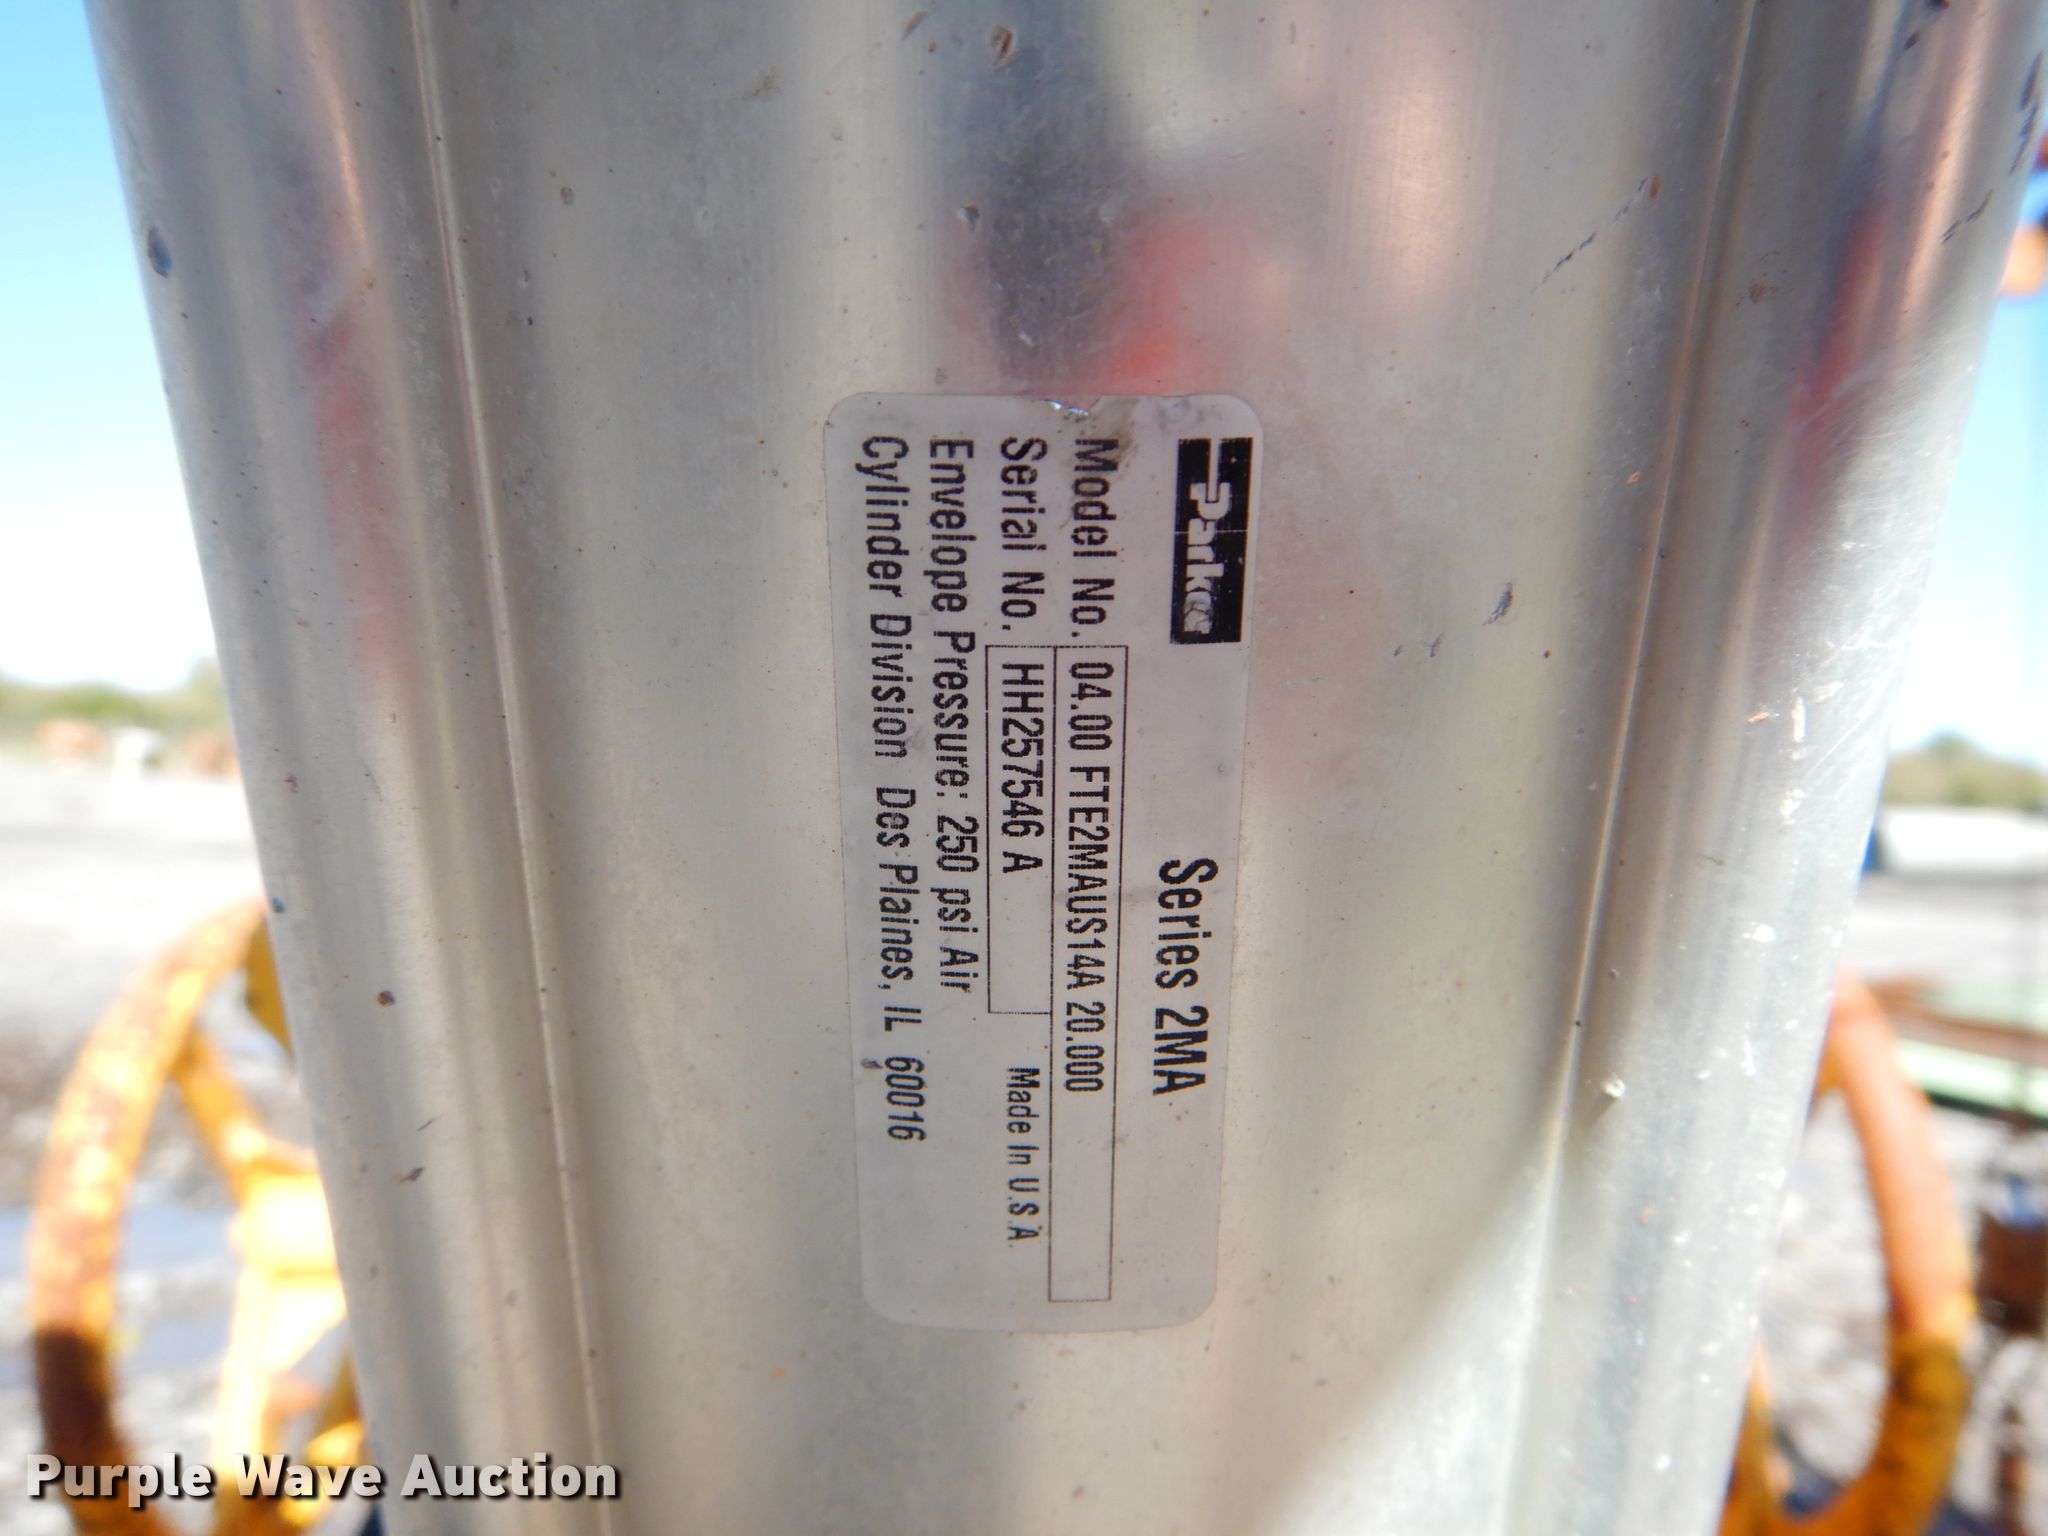 Parker
Series 2MA
Model No. 04.00 FTE2MAUS14A 20.000
Serial No. HH257546 A
Made In U.S.A.
Envelope Pressure: 250 psi Air
Cylinder Division Des Plaines, IL 60016
Purple Wave Auction